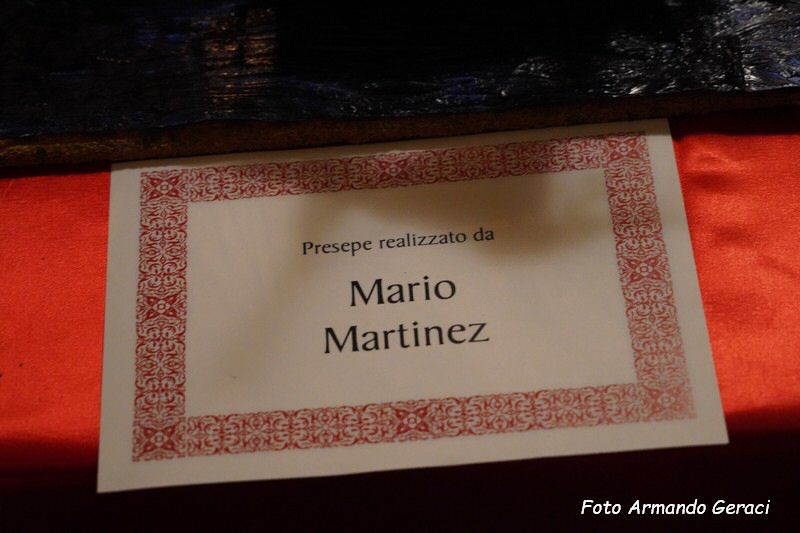 Presepe realizzato da
Mario
Martinez
Foto Armando Geraci